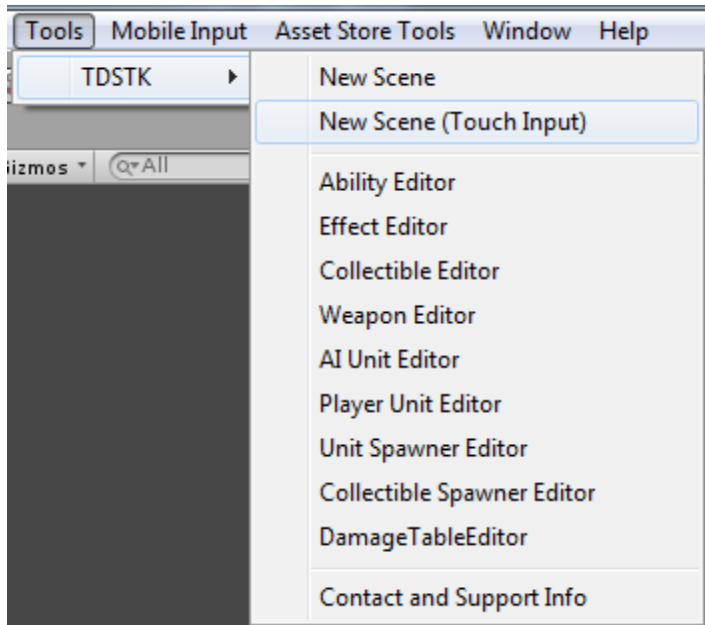 Tools Mobile Input Asset Store Tools Window Help
TDSTK
New Scene
New Scene (Touch Input)
All
Ability Editor
Effect Editor
Collectible Editor
Weapon Editor
AI Unit Editor
Player Unit Editor
Unit Spawner Editor
Collectible Spawner Editor
DamageTableEditor
Contact and Support Info